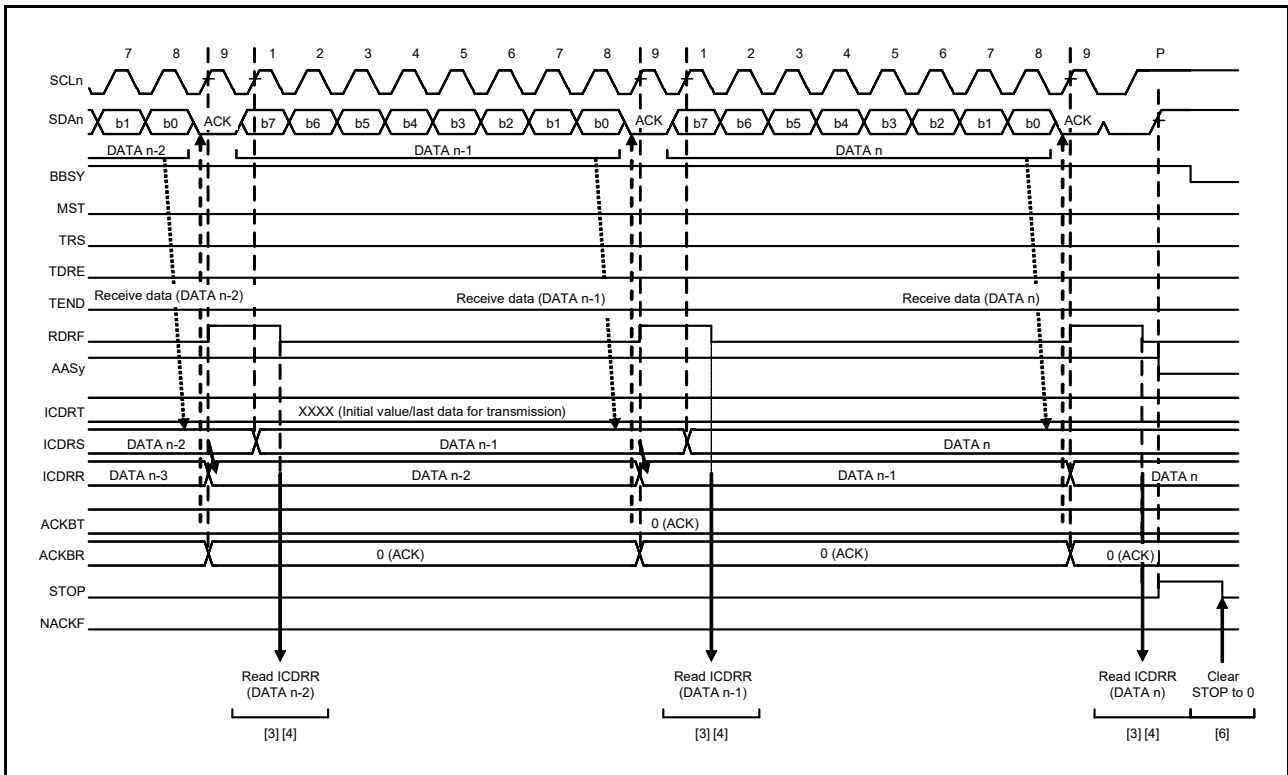 7 8 9 1 2 3 4 5 6 7 8 9 1 2 3 4 5 6 7 8 9 P
SCLn
SDAn b1 b0 ACK b7 b6 b5 b4 b3 b2 b1 b0 ACK b7 b6 b5 b4 b3 b2 b1 b0 ACK
DATA n-2 DATA n-1 DATA n
BBSY
MST
TRS
TDRE
TEND Receive data (DATA n-2) Receive data (DATA n-1) Receive data (DATA n)
RDRF
AASy
ICDRT XXXX (Initial value/last data for transmission)
ICDRS DATA n-2 DATA n-1 DATA n
ICDRR DATA n-3 DATA n-2 DATA n-1 DATA n
ACKBT 0 (ACK)
ACKBR 0 (ACK) 0 (ACK) 0 (ACK)
STOP
NACKF
Read ICDRR Read ICDRR Read ICDRR Clear
(DATA n-2) (DATA n-1) (DATA n) STOP to 0
[3] [4] [3] [4] [3] [4] [6]